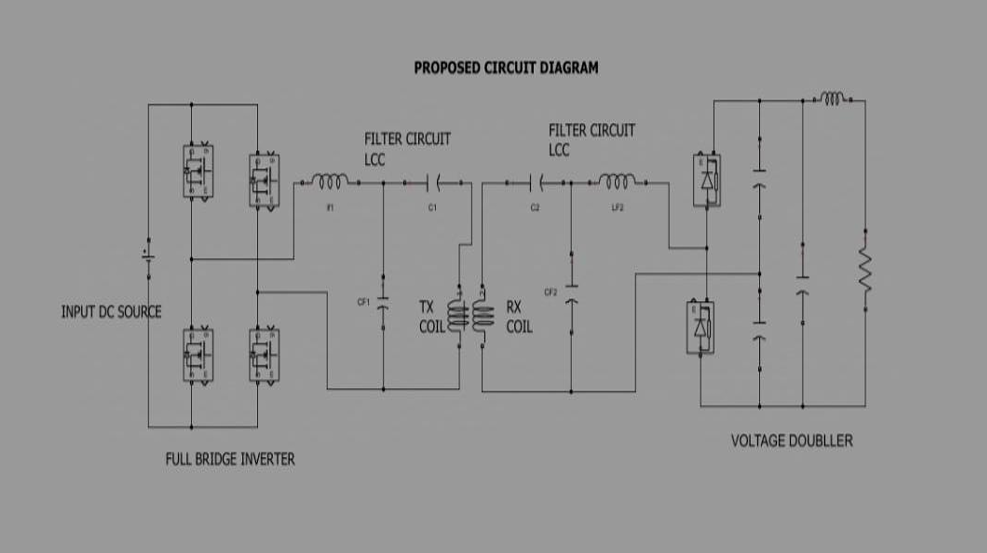 PROPOSED CIRCUIT DIAGRAM
FILTER CIRCUIT
LCC
FILTER CIRCUIT
LCC
C1
C2
LF2
CF1
CF2
TX
COIL
RX
COIL
INPUT DC SOURCE
VOLTAGE DOUBLLER
FULL BRIDGE INVERTER